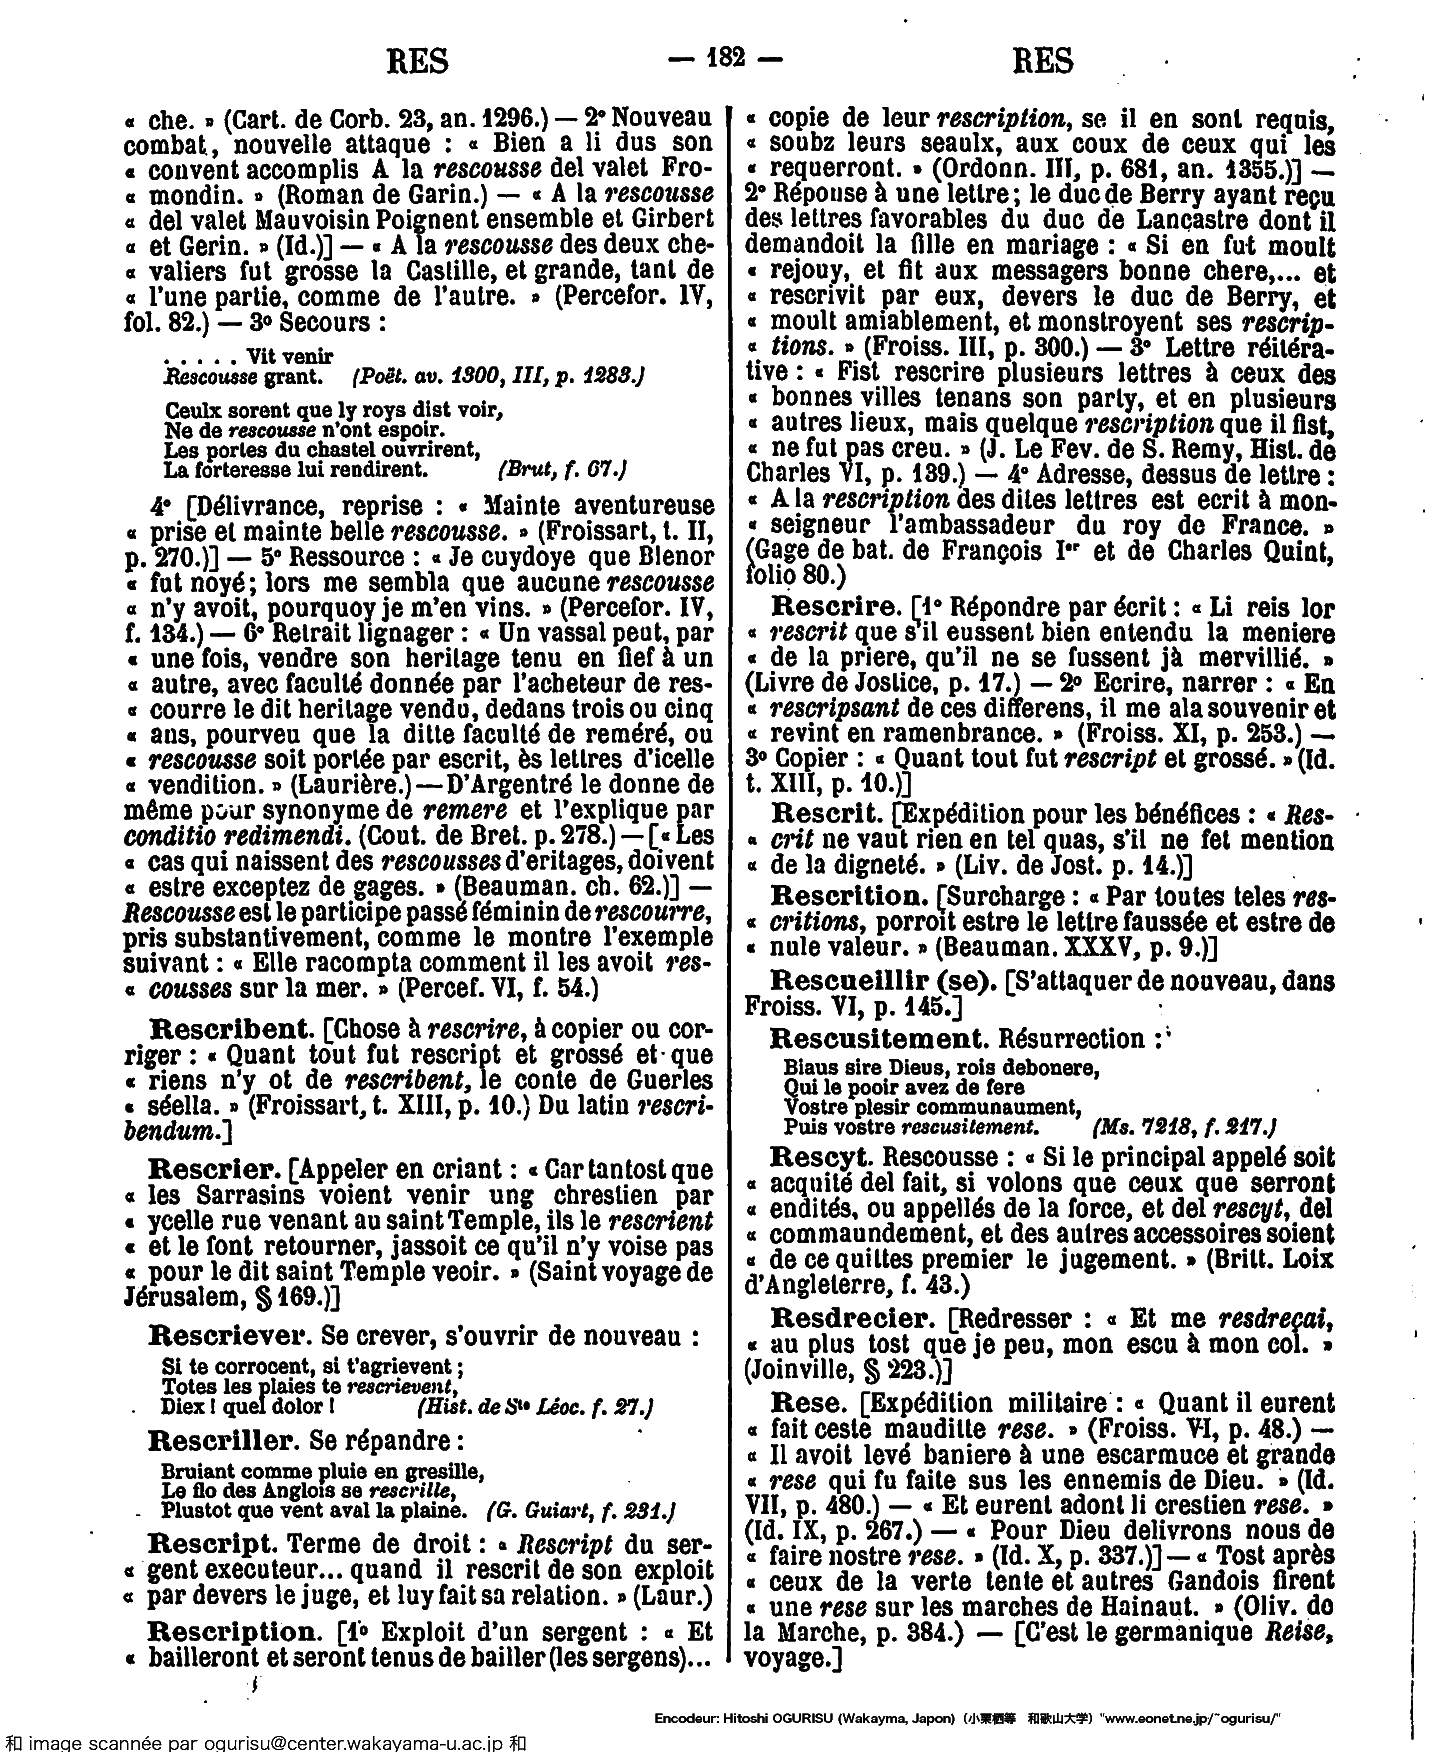 RES — 182 — RES
« che. » (Cart. de Corb. 23, an. 1296.) — 2° Nouveau
combat, nouvelle attaque : « Bien a li dus son
« convent accomplis A la rescousse del valet Fro-
« mondin. » (Roman de Garin.) — « A la rescousse
« del valet Mauvoisin Poignent ensemble et Girbert
« et Gerin. » (Id.)] — « A la rescousse des deux che-
« valiers fut grosse la Castille, et grande, tant de
« l'une partie, comme de l'autre. » (Percefor. IV,
fol. 82.) — 3° Secours :
. . . . . Vit venir
Rescousse grant. (Poët. av. 1300, III, p. 1283.)
Ceulx sorent que ly roys dist voir,
Ne de rescousse n'ont espoir.
Les portes du chastel ouvrirent,
La forteresse lui rendirent. (Brut, f. 67.)
4° [Délivrance, reprise : « Mainte aventureuse
« prise et mainte belle rescousse. » (Froissart, t. II,
p. 270.)] — 5° Ressource : « Je cuydoye que Blenor
« fut noyé; lors me sembla que aucune rescousse
« n'y avoit, pourquoy je m'en vins. » (Percefor. IV,
f. 134.) — 6° Retrait lignager : « Un vassal peut, par
« une fois, vendre son heritage tenu en fief à un
« autre, avec faculté donnée par l'acheteur de res-
« courre le dit heritage vendu, dedans trois ou cinq
« ans, pourveu que la ditte faculté de reméré, ou
« rescousse soit portée par escrit, ès lettres d'icelle
« vendition. » (Laurière.) — D'Argentré le donne de
même pour synonyme de remere et l'explique par
conditio redimendi. (Cout. de Bret. p. 278.) — [« Les
« cas qui naissent des rescousses d'eritages, doivent
« estre exceptez de gages. » (Beauman. ch. 62.)] —
Rescousse est le participe passé féminin de rescourre,
pris substantivement, comme le montre l'exemple
suivant : « Elle racompta comment il les avoit res-
« cousses sur la mer. » (Percef. VI, f. 54.)
Rescribent. [Chose à rescrire, à copier ou cor-
riger : « Quant tout fut rescript et grossé et que
« riens n'y ot de rescribent, le conte de Guerles
« séella. » (Froissart, t. XIII, p. 10.) Du latin rescri-
bendum.]
Rescrier. [Appeler en criant : « Car tantost que
« les Sarrasins voient venir ung chrestien par
« ycelle rue venant au saint Temple, ils le rescrient
« et le font retourner, jassoit ce qu'il n'y voise pas
« pour le dit saint Temple veoir. » (Saint voyage de
Jérusalem, § 169.)]
Rescriever. Se crever, s'ouvrir de nouveau :
Si te corrocent, si t'agrievent ;
Totes les plaies te rescrievent,
Diex ! quel dolor ! (Hist. de Ste Léoc. f. 27.)
Rescriller. Se répandre :
Bruiant comme pluie en gresille,
Le flo des Anglois se rescrille,
Plustot que vent aval la plaine. (G. Guiart, f. 231.)
Rescript. Terme de droit : « Rescript du ser-
« gent executeur... quand il rescrit de son exploit
« par devers le juge, et luy fait sa relation. » (Laur.)
Rescription. [1° Exploit d'un sergent : « Et
« bailleront et seront tenus de bailler (les sergens)...
« copie de leur rescription, se il en sont requis,
« soubz leurs seaulx, aux coux de ceux qui les
« requerront. » (Ordonn. III, p. 681, an. 1355.)] —
2° Réponse à une lettre; le duc de Berry ayant reçu
des lettres favorables du duc de Lancastre dont il
demandoit la fille en mariage : « Si en fut moult
« rejouy, et fit aux messagers bonne chere,... et
« rescrivit par eux, devers le duc de Berry, et
« moult amiablement, et monstroyent ses rescrip-
« tions. » (Froiss. III, p. 300.) — 3° Lettre réitéra-
tive : « Fist rescrire plusieurs lettres à ceux des
« bonnes villes tenans son party, et en plusieurs
« autres lieux, mais quelque rescription que il fist,
« ne fut pas creu. » (J. Le Fev. de S. Remy, Hist. de
Charles VI, p. 139.) — 4° Adresse, dessus de lettre :
« A la rescription des dites lettres est ecrit à mon-
« seigneur l'ambassadeur du roy de France. »
(Gage de bat. de François Ier et de Charles Quint,
folio 80.)
Rescrire. [1° Répondre par écrit : « Li reis lor
« rescrit que s'il eussent bien entendu la meniere
« de la priere, qu'il ne se fussent jà mervillié. »
(Livre de Jostice, p. 17.) — 2° Ecrire, narrer : « En
« rescripsant de ces differens, il me ala souvenir et
« revint en ramenbrance. » (Froiss. XI, p. 253.) —
3° Copier : « Quant tout fut rescript et grossé. » (Id.
t. XIII, p. 10.)]
Rescrit. [Expédition pour les bénéfices : « Res-
« crit ne vaut rien en tel quas, s'il ne fet mention
« de la digneté. » (Liv. de Jost. p. 14.)]
Rescrition. [Surcharge : « Par toutes teles res-
« critions, porroit estre le lettre faussée et estre de
« nule valeur. » (Beauman. XXXV, p. 9.)]
Rescueillir (se). [S'attaquer de nouveau, dans
Froiss. VI, p. 145.]
Rescusitement. Résurrection :
Biaus sire Dieus, rois debonere,
Qui le pooir avez de fere
Vostre plesir communaument,
Puis vostre rescusitement. (Ms. 7218, f. 217.)
Rescyt. Rescousse : « Si le principal appelé soit
« acquité del fait, si volons que ceux que serront
« endités, ou appellés de la force, et del rescyt, del
« commaundement, et des autres accessoires soient
« de ce quittes premier le jugement. » (Britt. Loix
d'Angleterre, f. 43.)
Resdrecier. [Redresser : « Et me resdreçai,
« au plus tost que je peu, mon escu à mon col. »
(Joinville, § 223.)]
Rese. [Expédition militaire : « Quant il eurent
« fait ceste mauditte rese. » (Froiss. VI, p. 48.) —
« Il avoit levé baniere à une escarmuce et grande
« rese qui fu faite sus les ennemis de Dieu. » (Id.
VII, p. 480.) — « Et eurent adont li crestien rese. »
(Id. IX, p. 267.) — « Pour Dieu delivrons nous de
« faire nostre rese. » (Id. X, p. 337.)] — « Tost après
« ceux de la verte tente et autres Gandois firent
« une rese sur les marches de Hainaut. » (Oliv. de
la Marche, p. 384.) — [C'est le germanique Reise,
voyage.]
Encodeur: Hitoshi OGURISU (Wakayma, Japon) (小栗栖等 和歌山大学) "www.eonet.ne.jp/~ogurisu/"
和 image scannée par ogurisu@center.wakayama-u.ac.jp 和